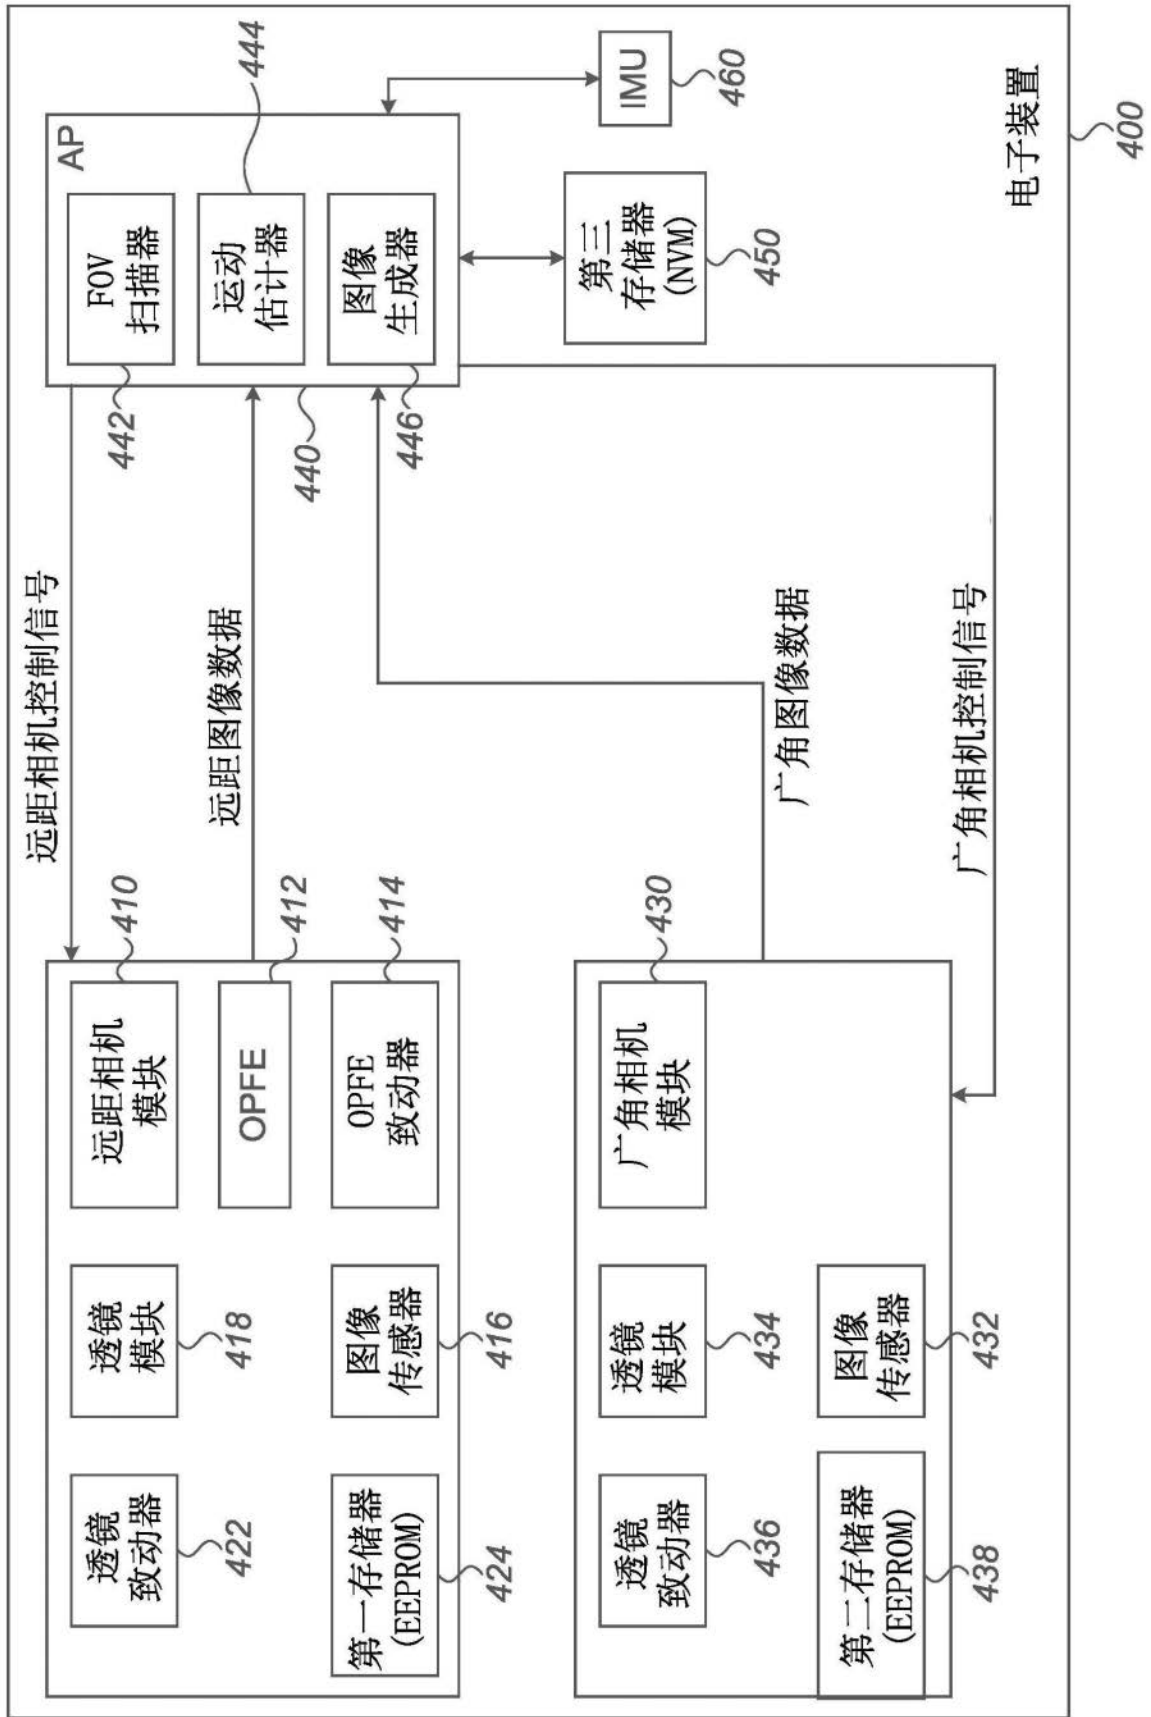 透镜
致动器
422
透镜
模块
418
远距相机
模块
410
OPFE
412
第一存储器
(EEPROM)
424
图像
传感器
416
OPFE
致动器
414
远距相机控制信号
远距图像数据
AP
FOV
扫描器
442
运动
估计器
444
440
图像
生成器
446
透镜
致动器
436
透镜
模块
434
广角相机
模块
430
第二存储器
(EEPROM)
438
图像
传感器
432
广角图像数据
广角相机控制信号
第三
存储器
(NVM)
450
IMU
460
电子装置
400